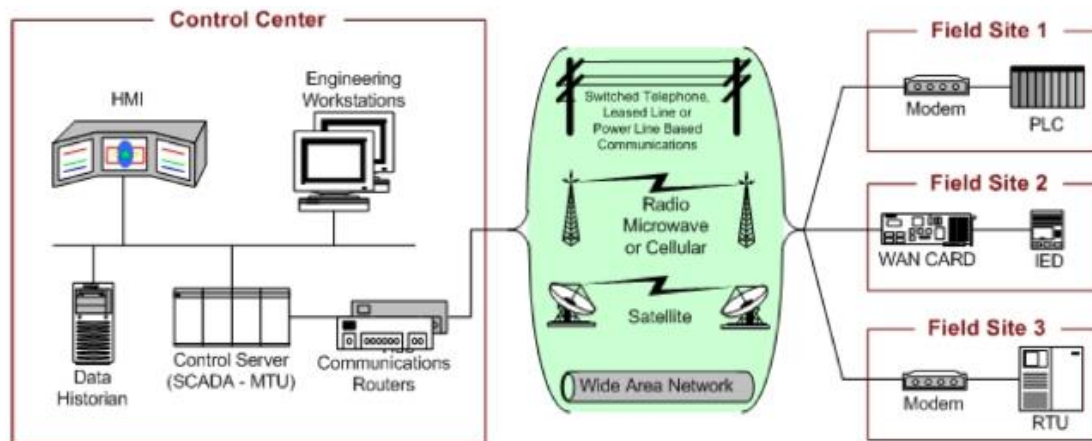 Control Center
HMI
Engineering
Workstations
Data
Historian
Control Server
(SCADA - MTU)
Communications
Routers
Switched Telephone,
Leased Line or
Power Line Based
Communications
Radio
Microwave
or Cellular
Satellite
Wide Area Network
Field Site 1
Modem
PLC
Field Site 2
WAN CARD
IED
Field Site 3
Modem
RTU